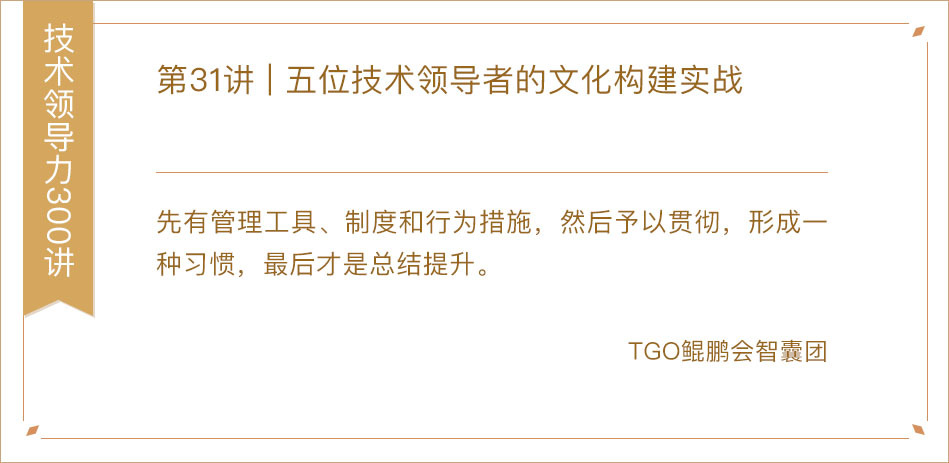 技术领导力300讲
第31讲 | 五位技术领导者的文化构建实战
先有管理工具、制度和行为措施，然后予以贯彻，形成一
种习惯，最后才是总结提升。
TGO鲲鹏会智囊团